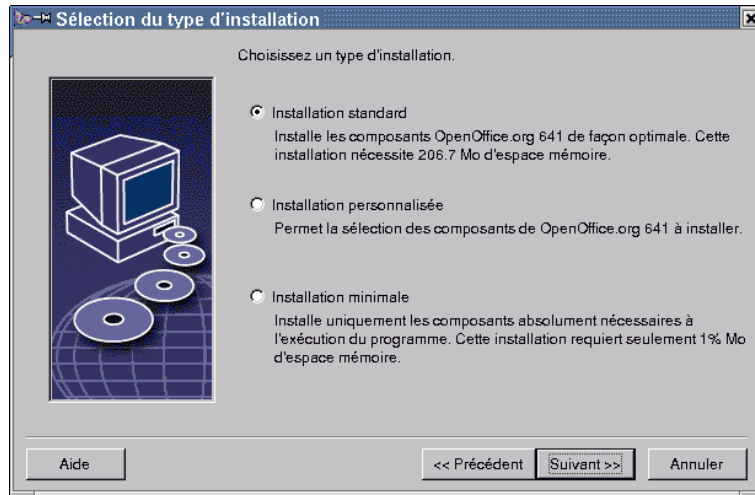 Sélection du type d'installation
Choisissez un type d'installation.
Installation standard
Installe les composants OpenOffice.org 641 de façon optimale. Cette
installation nécessite 206.7 Mo d'espace mémoire.
Installation personnalisée
Permet la sélection des composants de OpenOffice.org 641 à installer.
Installation minimale
Installe uniquement les composants absolument nécessaires à
l'exécution du programme. Cette installation requiert seulement 1% Mo
d'espace mémoire.
Aide
<< Précédent
Suivant >>
Annuler